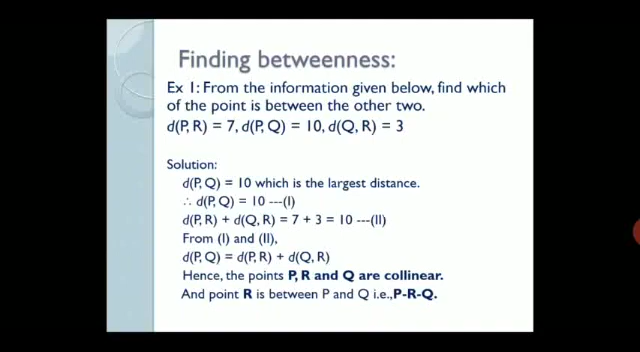 Finding betweenness:
Ex 1: From the information given below, find which
of the point is between the other two.
d(P, R) = 7, d(P, Q) = 10, d(Q, R) = 3
Solution:
d(P, Q) = 10 which is the largest distance.
∴ d(P, Q) = 10 ---(I)
d(P, R) + d(Q, R) = 7 + 3 = 10 ---(II)
From (I) and (II),
d(P, Q) = d(P, R) + d(Q, R)
Hence, the points P, R and Q are collinear.
And point R is between P and Q i.e.,P-R-Q.